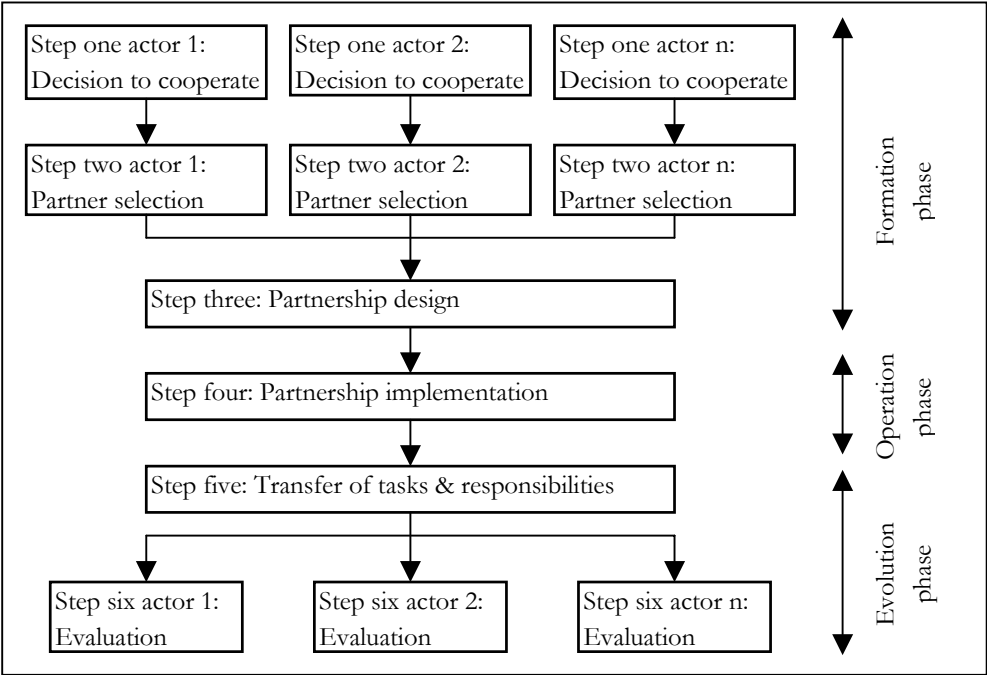 Step one actor 1:
Decision to cooperate
Step one actor 2:
Decision to cooperate
Step one actor n:
Decision to cooperate
Step two actor 1:
Partner selection
Step two actor 2:
Partner selection
Step two actor n:
Partner selection
Formation
phase
Step three: Partnership design
Step four: Partnership implementation
Operation
phase
Step five: Transfer of tasks & responsibilities
Step six actor 1:
Evaluation
Step six actor 2:
Evaluation
Step six actor n:
Evaluation
Evolution
phase